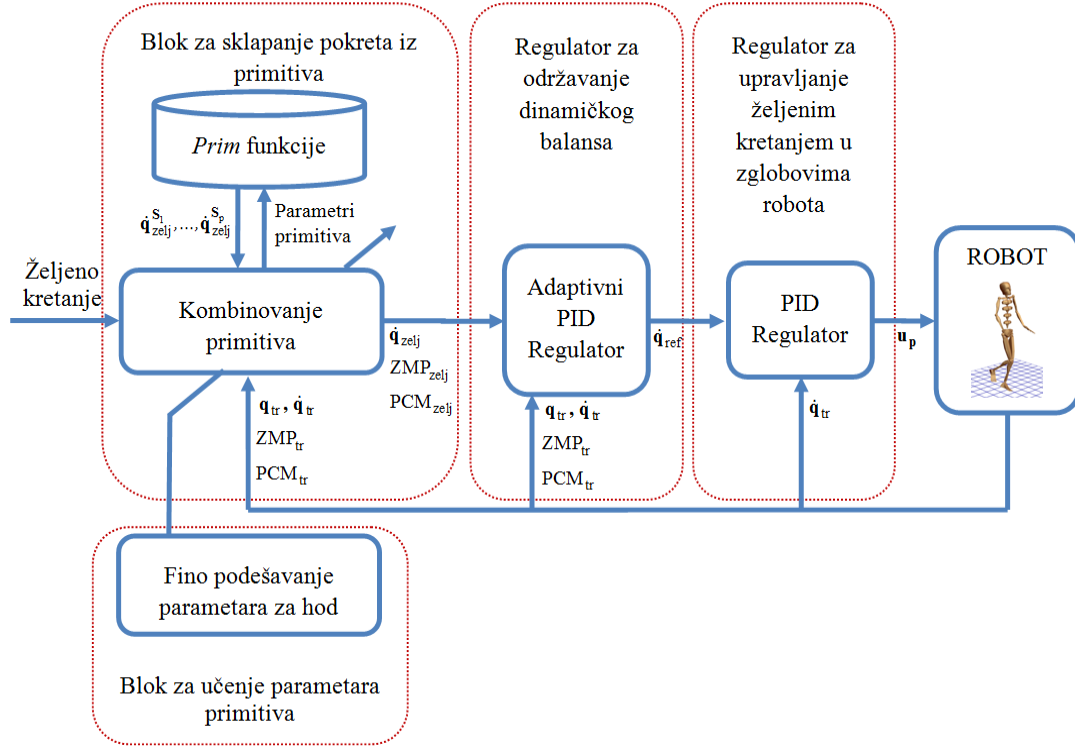 Blok za sklapanje pokreta iz
primitiva
Prim funkcije
q̇ᶻᵉˡʲ S₁,...,q̇ᶻᵉˡʲ Sₚ
Parametri
primitiva
Željeno
kretanje
Kombinovanje
primitiva
q̇zelj
ZMPzelj
PCMzelj
qtr, q̇tr
ZMPtr
PCMtr
Regulator za
održavanje
dinamičkog
balansa
Adaptivni
PID
Regulator
q̇ref
qtr, q̇tr
ZMPtr
PCMtr
Regulator za
upravljanje
željenim
kretanjem u
zglobovima
robota
PID
Regulator
up
q̇tr
ROBOT
Fino podešavanje
parametara za hod
Blok za učenje parametara
primitiva